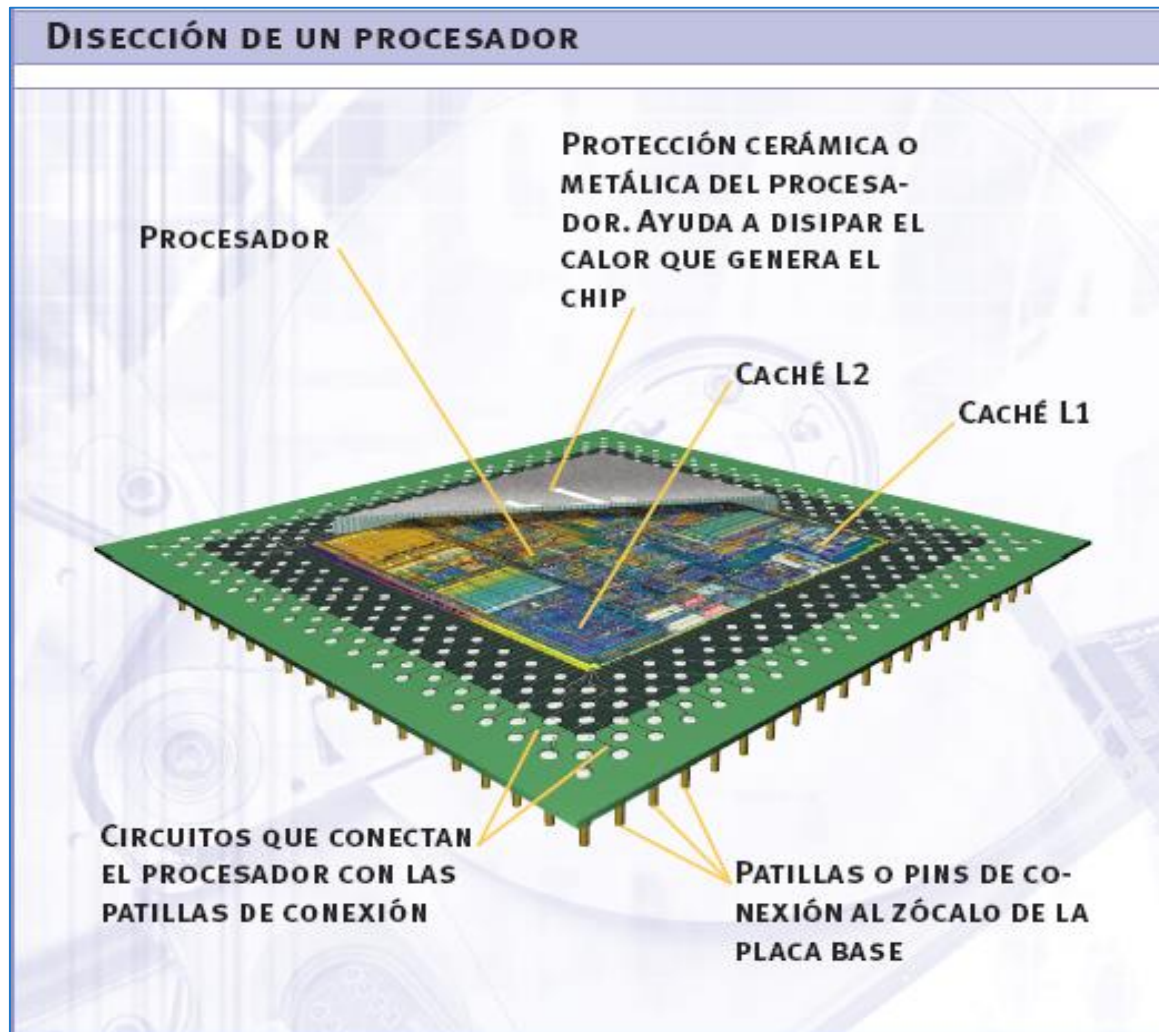 DISECCIÓN DE UN PROCESADOR
PROTECCIÓN CERÁMICA O
METÁLICA DEL PROCESA-
DOR. AYUDA A DISIPAR EL
CALOR QUE GENERA EL
CHIP
PROCESADOR
CACHÉ L2
CACHÉ L1
CIRCUITOS QUE CONECTAN
EL PROCESADOR CON LAS
PATILLAS DE CONEXIÓN
PATILLAS O PINS DE CO-
NEXIÓN AL ZÓCALO DE LA
PLACA BASE